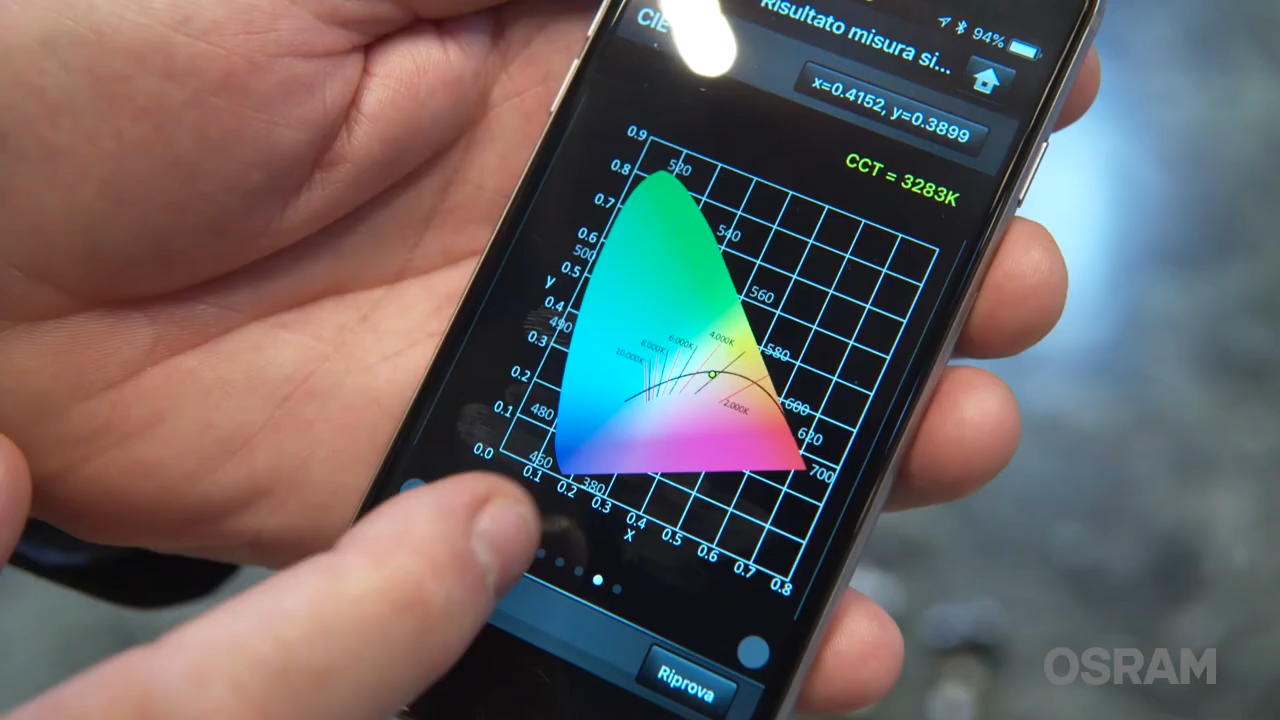 94%
CIE
Risultato misura si...
x=0.4152, y=0.3899
CCT = 3283K
0.9
0.8
0.7
0.6
0.5
0.4
0.3
0.2
0.1
0.0
y
520
540
500
560
490
580
480
600
620
460
700
380
10.000K
8.000K
6.000K
4.000K
2.000K
0.1
0.2
0.3
0.4
0.5
0.6
0.7
0.8
X
Riprova
OSRAM